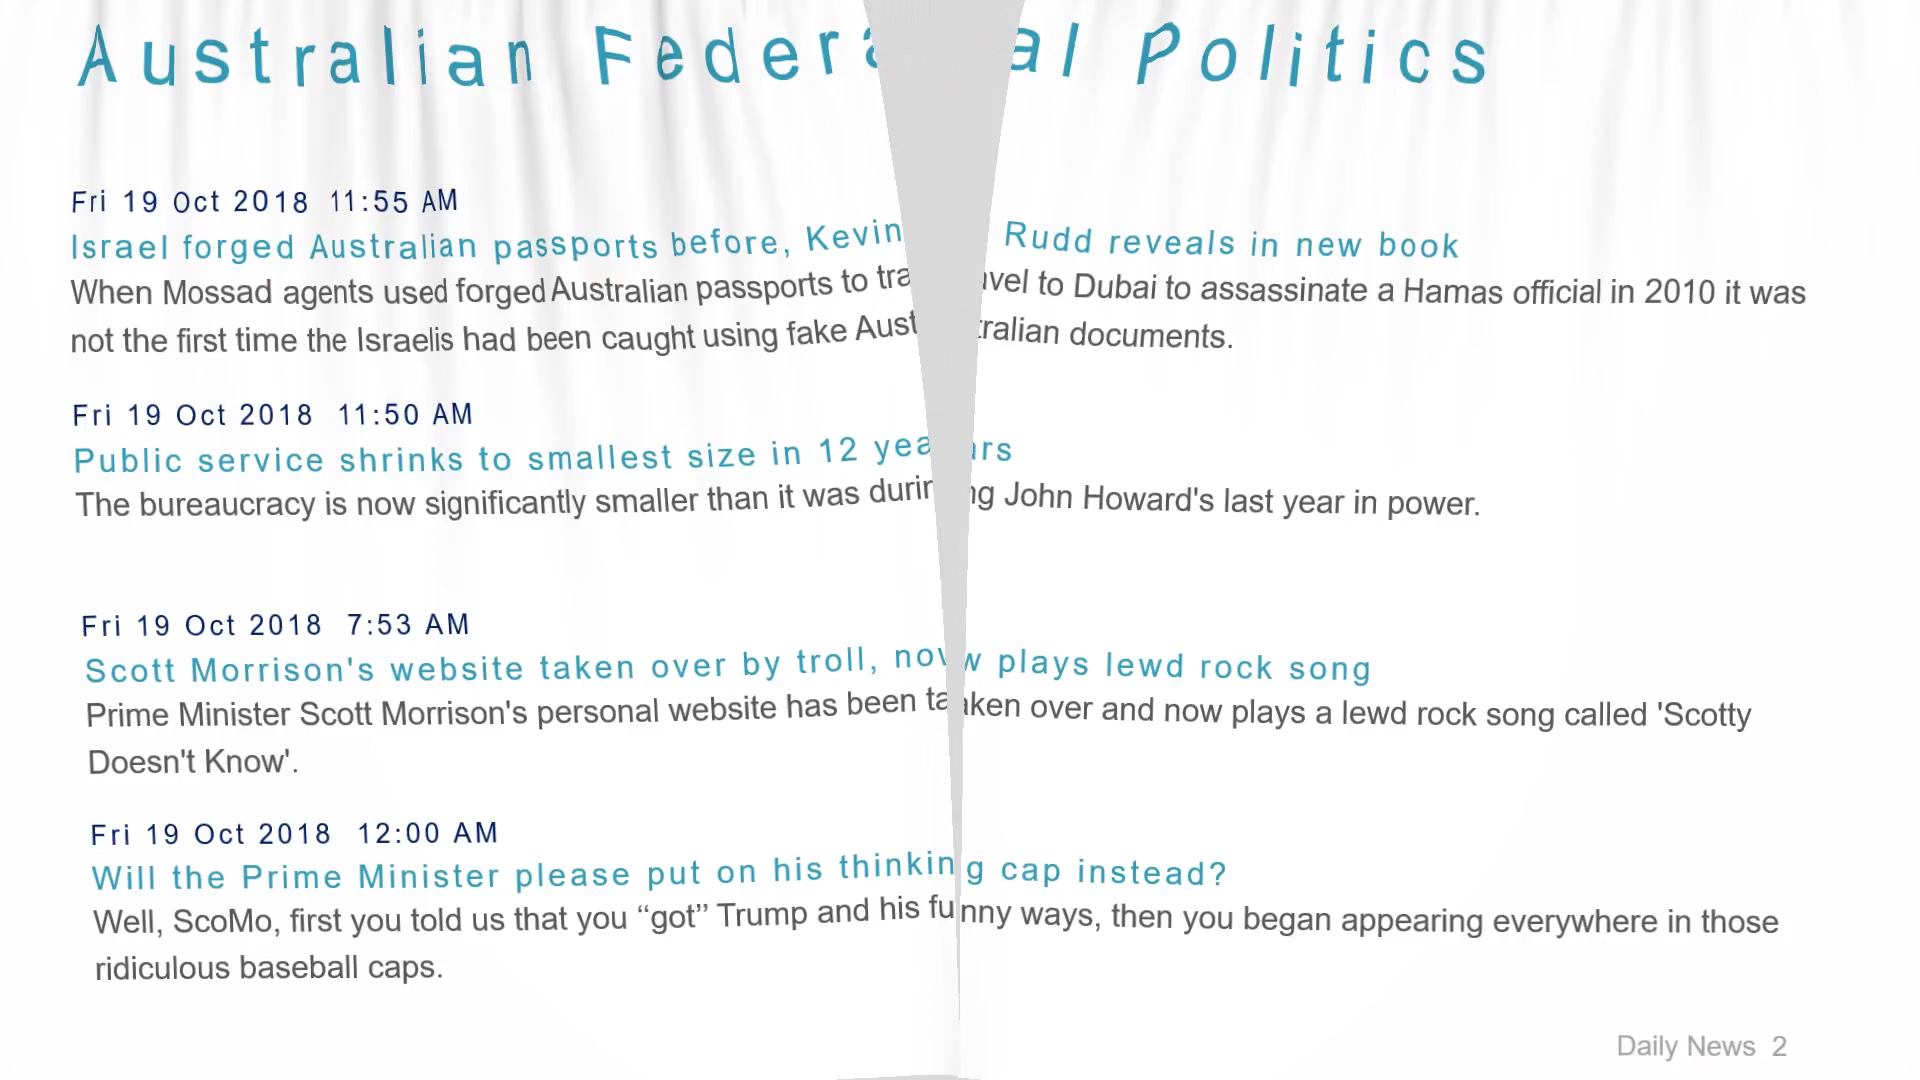 Australian Federal Politics
Fri 19 Oct 2018 11:55 AM
Israel forged Australian passports before, Kevin Rudd reveals in new book
When Mossad agents used forged Australian passports to travel to Dubai to assassinate a Hamas official in 2010 it was
not the first time the Israelis had been caught using fake Australian documents.
Fri 19 Oct 2018 11:50 AM
Public service shrinks to smallest size in 12 years
The bureaucracy is now significantly smaller than it was during John Howard's last year in power.
Fri 19 Oct 2018 7:53 AM
Scott Morrison's website taken over by troll, now plays lewd rock song
Prime Minister Scott Morrison's personal website has been taken over and now plays a lewd rock song called 'Scotty
Doesn't Know'.
Fri 19 Oct 2018 12:00 AM
Will the Prime Minister please put on his thinking cap instead?
Well, ScoMo, first you told us that you “got” Trump and his funny ways, then you began appearing everywhere in those
ridiculous baseball caps.
Daily News 2